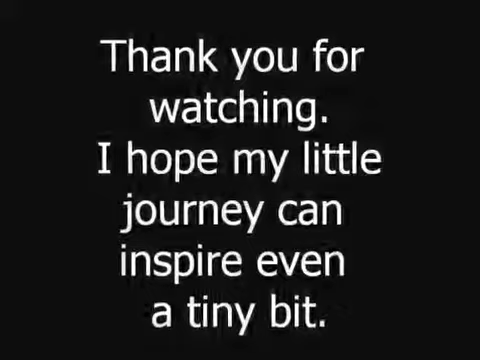 Thank you for
watching.
I hope my little
journey can
inspire even
a tiny bit.